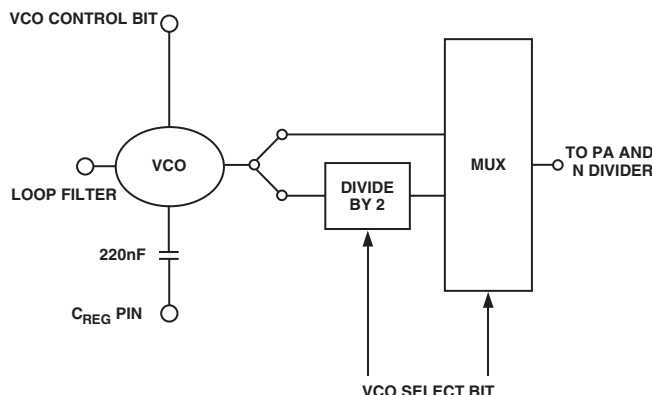 VCO CONTROL BIT
VCO
LOOP FILTER
220nF
CREG PIN
DIVIDE
BY 2
MUX
TO PA AND
N DIVIDER
VCO SELECT BIT